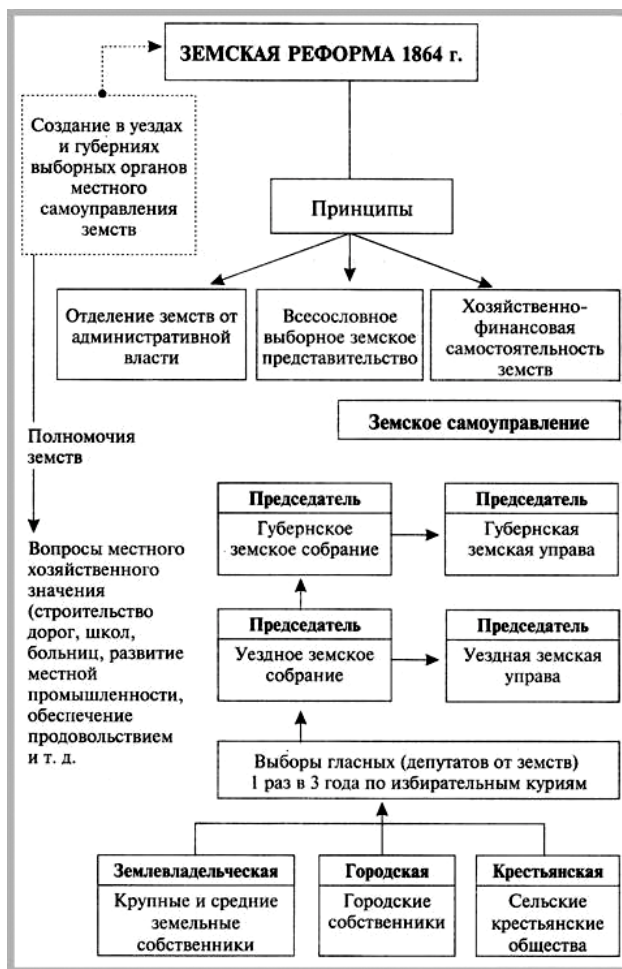 ЗЕМСКАЯ РЕФОРМА 1864 г.
Создание в уездах
и губерниях
выборных органов
местного
самоуправления
земств
Принципы
Отделение земств от
административной
власти
Всесословное
выборное земское
представительство
Хозяйственно-
финансовая
самостоятельность
земств
Земское самоуправление
Полномочия
земств
Вопросы местного
хозяйственного
значения
(строительство
дорог, школ,
больниц, развитие
местной
промышленности,
обеспечение
продовольствием
и т. д.
Председатель
Губернское
земское собрание
Председатель
Губернская
земская управа
Председатель
Уездное земское
собрание
Председатель
Уездная земская
управа
Выборы гласных (депутатов от земств)
1 раз в 3 года по избирательным куриям
Землевладельческая
Крупные и средние
земельные
собственники
Городская
Городские
собственники
Крестьянская
Сельские
крестьянские
общества